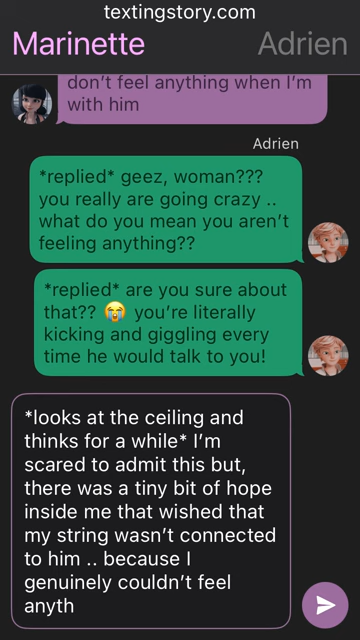 textingstory.com
Marinette
Adrien
don't feel anything when I'm
with him
Adrien
*replied* geez, woman???
you really are going crazy ..
what do you mean you aren't
feeling anything??
*replied* are you sure about
that?? 😭 you're literally
kicking and giggling every
time he would talk to you!
*looks at the ceiling and
thinks for a while* I'm
scared to admit this but,
there was a tiny bit of hope
inside me that wished that
my string wasn't connected
to him .. because I
genuinely couldn't feel
anyth